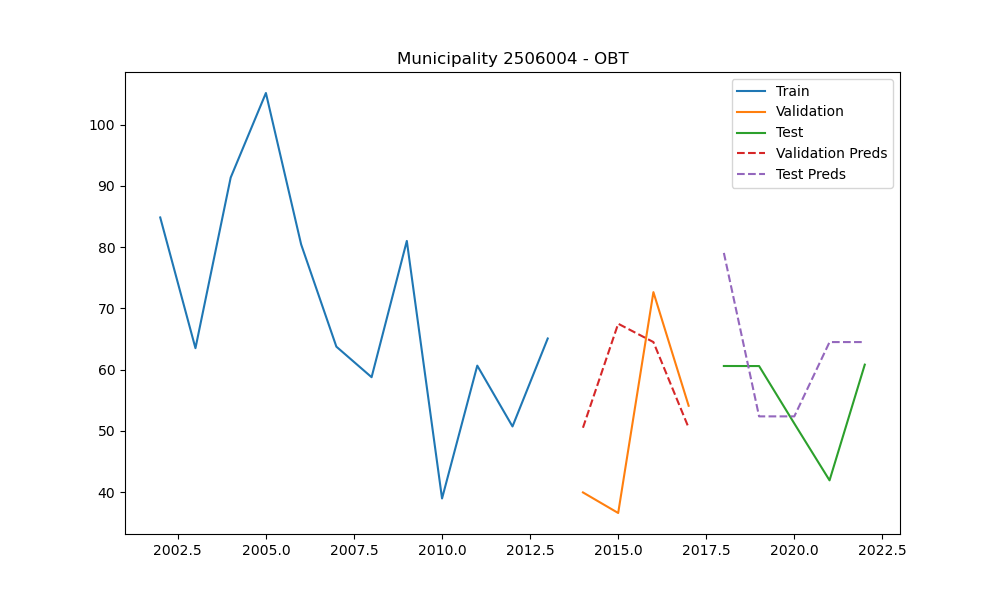 Municipality 2506004 - OBT
Train
Validation
Test
Validation Preds
Test Preds
100
90
80
70
60
50
40
2002.5 2005.0 2007.5 2010.0 2012.5 2015.0 2017.5 2020.0 2022.5